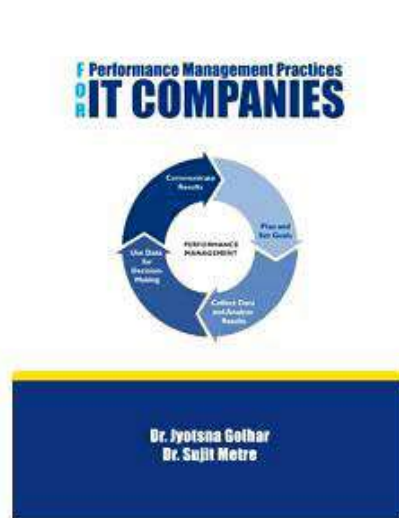 Performance Management Practices
FOR
IT COMPANIES
Communicate
Results
Plan and
Set Goals
PERFORMANCE
MANAGEMENT
Use Data
for
Decision-
Making
Collect Data
and Analyze
Results
Dr. Jyotsna Golhar
Dr. Sujit Metre